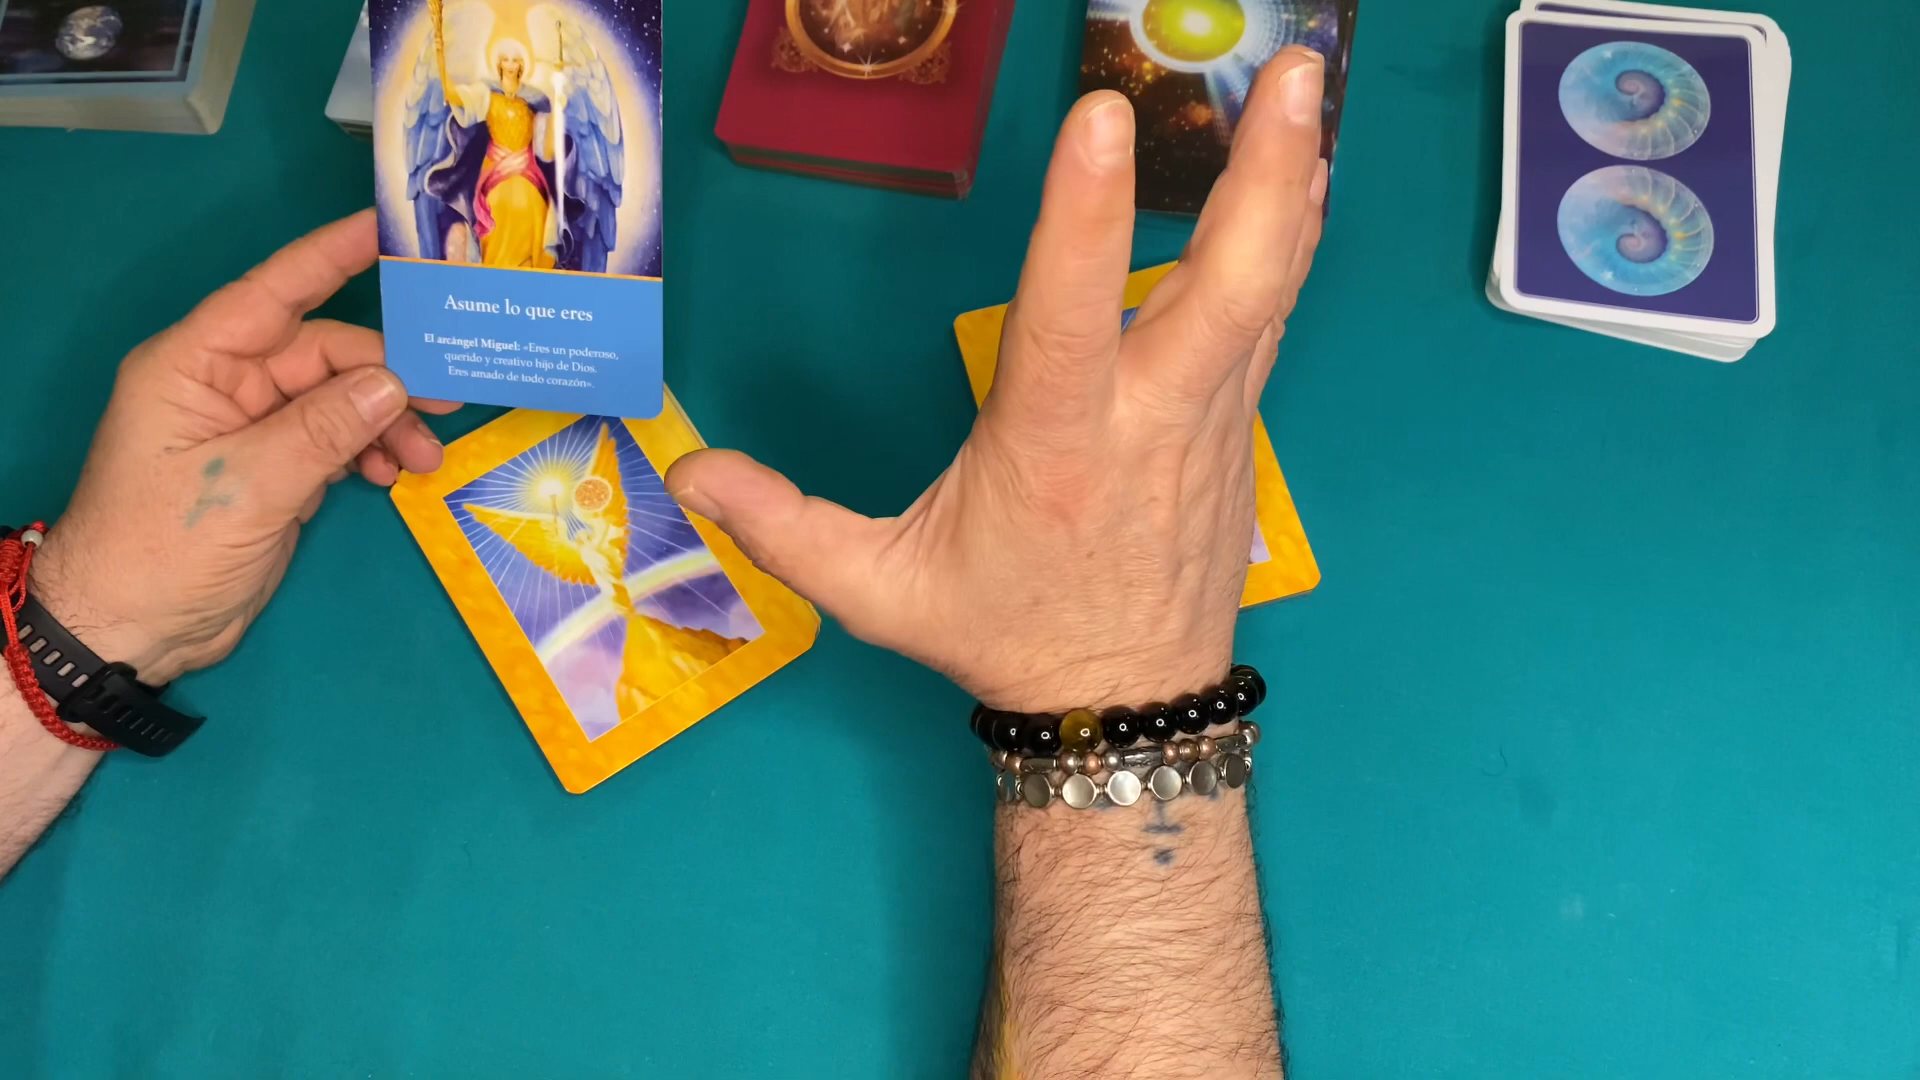 Asume lo que eres
El arcángel Miguel: «Eres un poderoso,
querido y creativo hijo de Dios.
Eres amado de todo corazón».